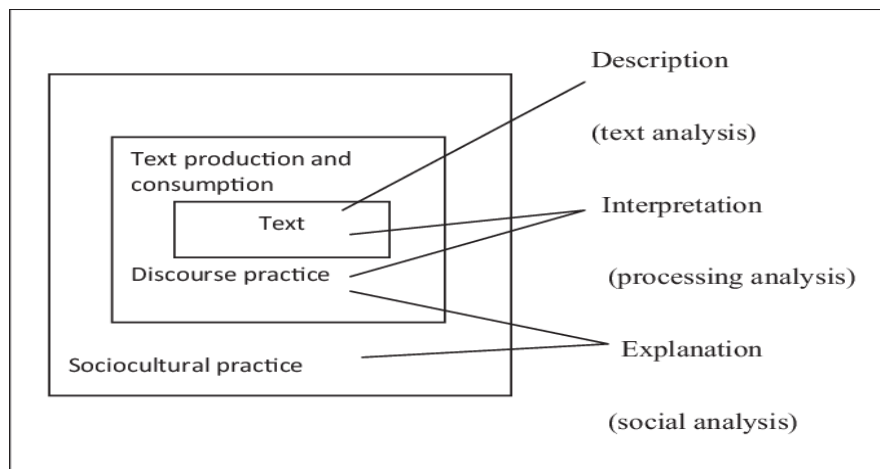 Description
(text analysis)
Text production and
consumption
Text
Interpretation
Discourse practice
(processing analysis)
Explanation
Sociocultural practice
(social analysis)